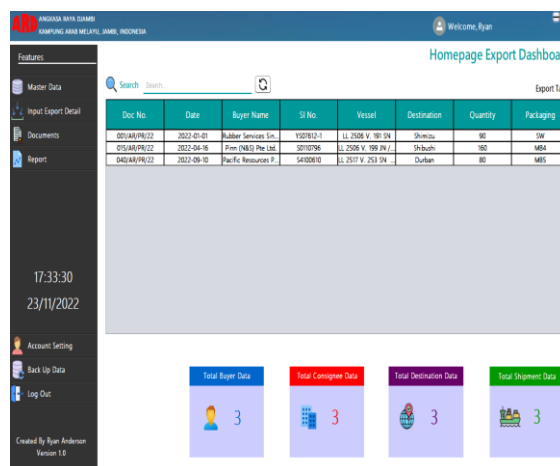 ARD
ANGKASA RAYA DJAMBI
KAMPUNG ARAB MELAYU, JAMBI, INDONESIA
Welcome, Ryan
Features
Homepage Export Dashboa
Master Data
Search
Search..
Export Ta
Input Export Detail
Documents
Report
Doc No. Date Buyer Name SI No. Vessel Destination Quantity Packaging
001/AR/PR/22 2022-01-01 Rubber Services Sin... YS07612-1 LL 2506 V. 191 SN Shimizu 90 SW
015/AR/PR/22 2022-04-16 Pirn (N&S) Pte Ltd. S0110796 LL 2506 V. 199 JN /... Shibushi 160 MB4
040/AR/PR/22 2022-09-10 Pacific Resources P... S4100610 LL 2517 V. 253 SN ... Durban 80 MB5
17:33:30
23/11/2022
Account Setting
Back Up Data
Log Out
Total Buyer Data
3
Total Consignee Data
3
Total Destination Data
3
Total Shipment Data
3
Created By Ryan Anderson
Version 1.0